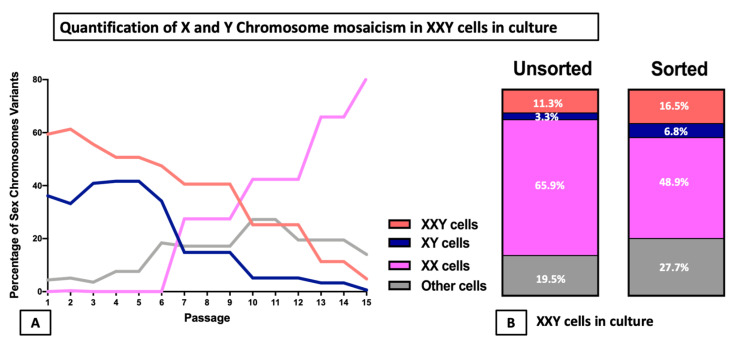 Quantification of X and Y Chromosome mosaicism in XXY cells in culture
Percentage of Sex Chromosomes Variants
80
60
40
20
0
1 2 3 4 5 6 7 8 9 10 11 12 13 14 15
Passage
A
XXY cells
XY cells
XX cells
Other cells
Unsorted
Sorted
11.3%
3.3%
65.9%
19.5%
16.5%
6.8%
48.9%
27.7%
B
XXY cells in culture